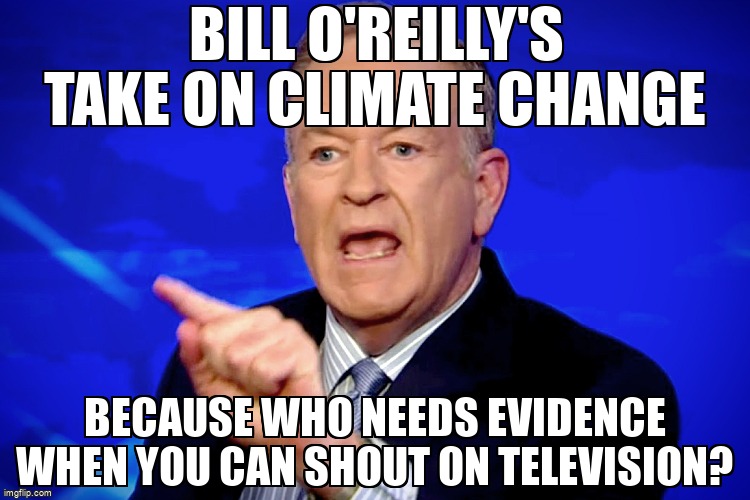 BILL O'REILLY'S
TAKE ON CLIMATE CHANGE
BECAUSE WHO NEEDS EVIDENCE
WHEN YOU CAN SHOUT ON TELEVISION?
imgflip.com